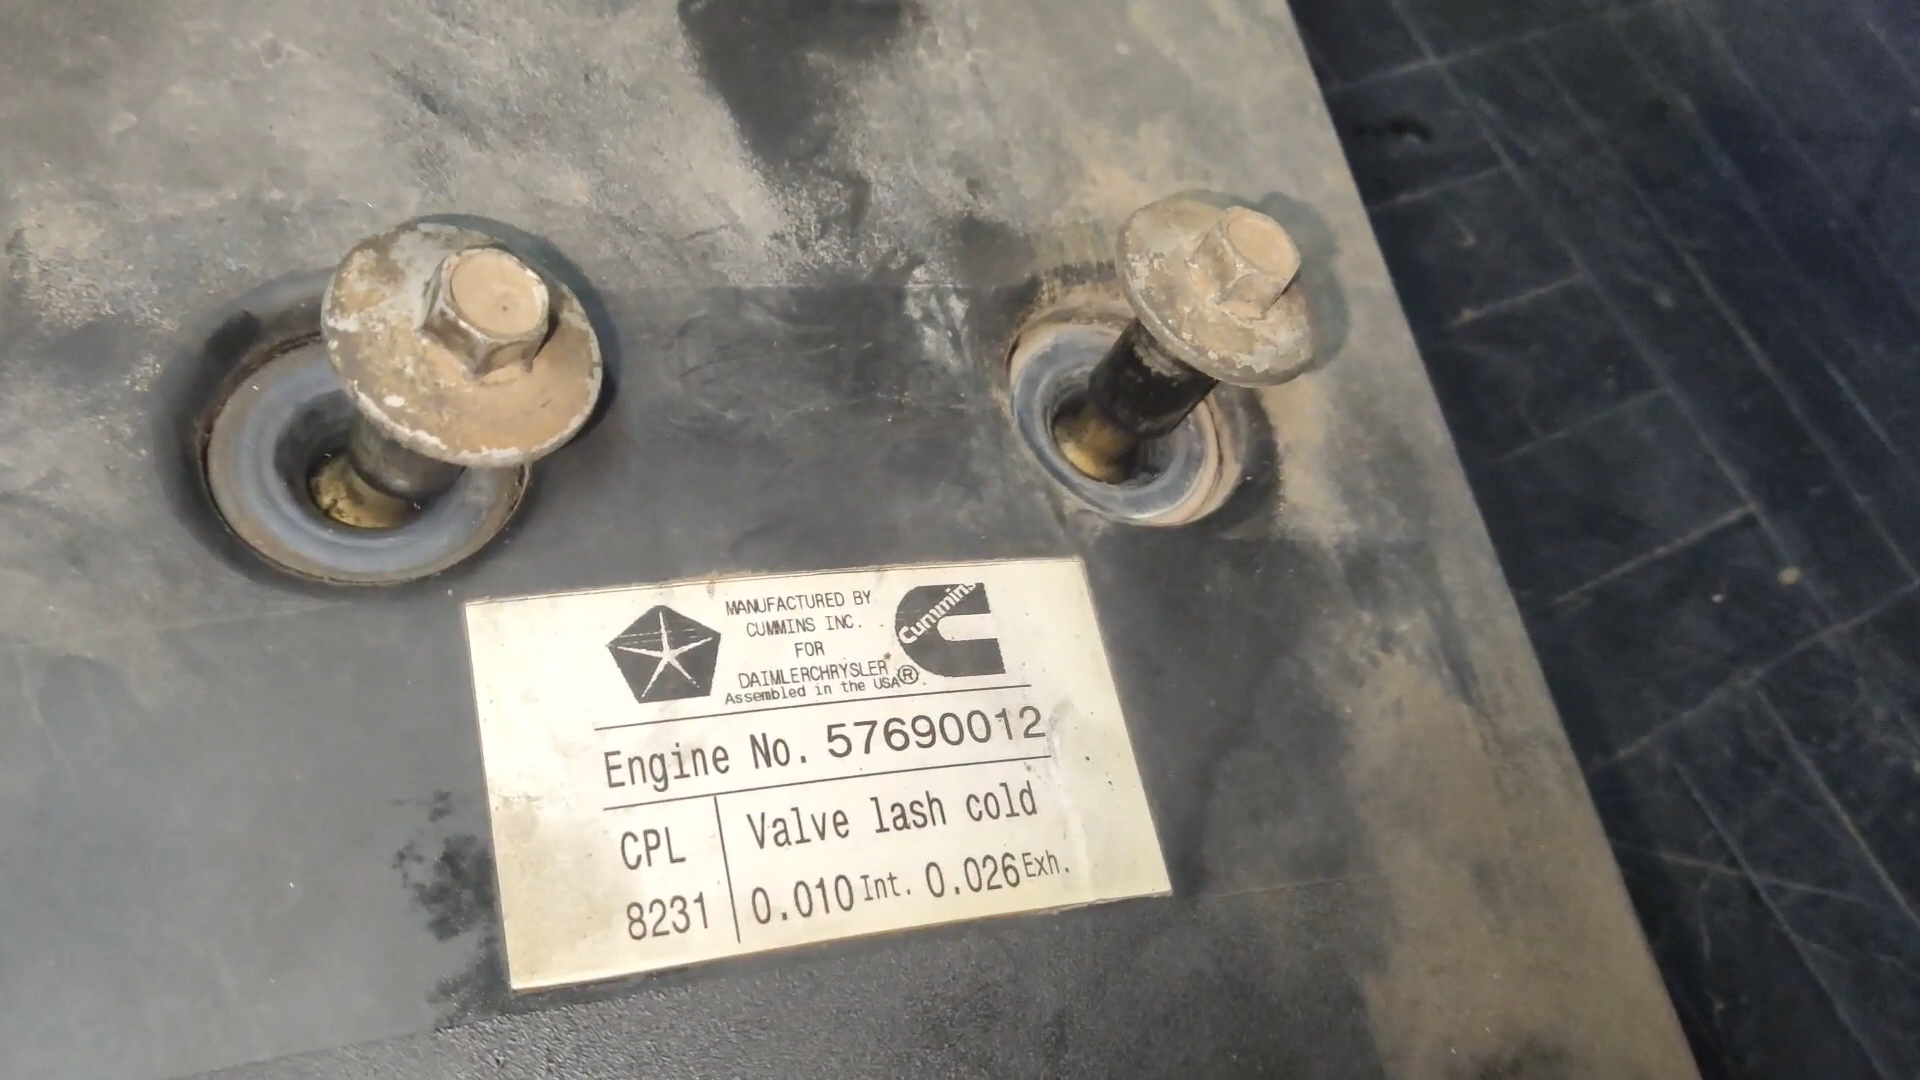 MANUFACTURED BY
CUMMINS INC.
FOR
DAIMLERCHRYSLER
Assembled in the USA
Cummins
®
Engine No. 57690012
CPL
8231
Valve lash cold
0.010 Int. 0.026 Exh.